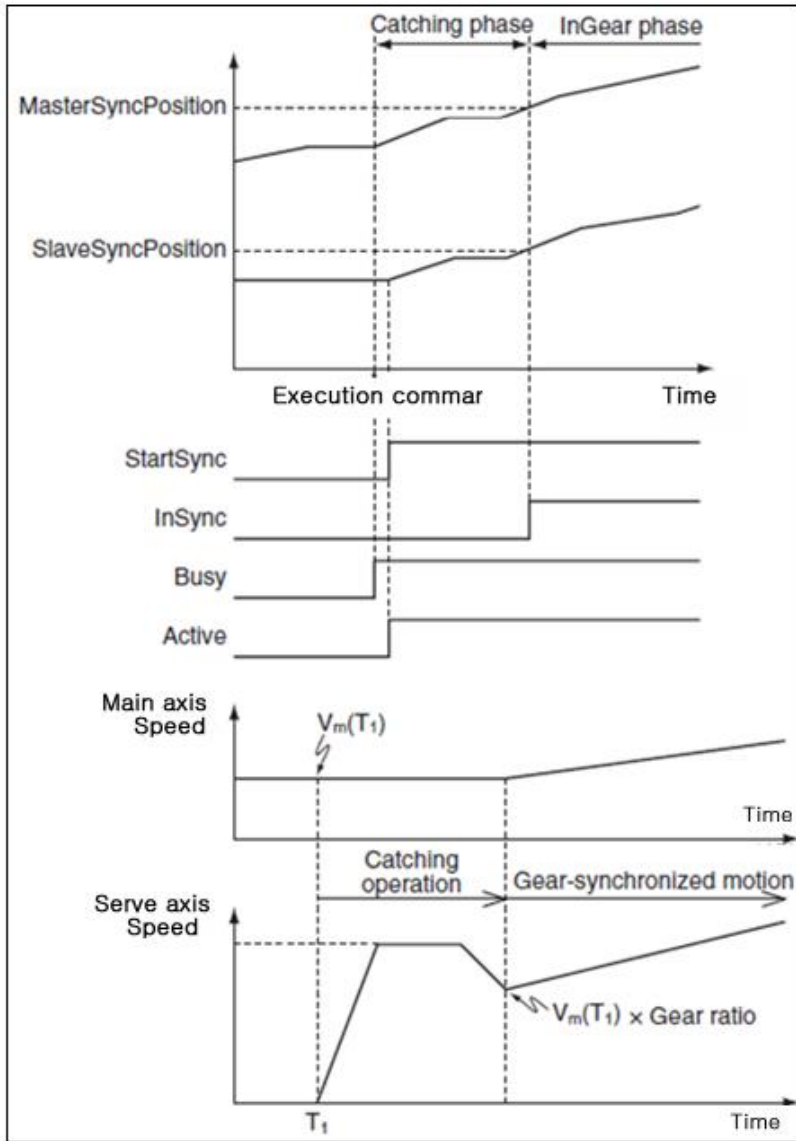 Catching phase InGear phase
MasterSyncPosition
SlaveSyncPosition
Execution commar Time
StartSync
InSync
Busy
Active
Main axis
Speed
Vm(T1)
Time
Catching
operation
Gear-synchronized motion
Serve axis
Speed
Vm(T1) × Gear ratio
T1
Time